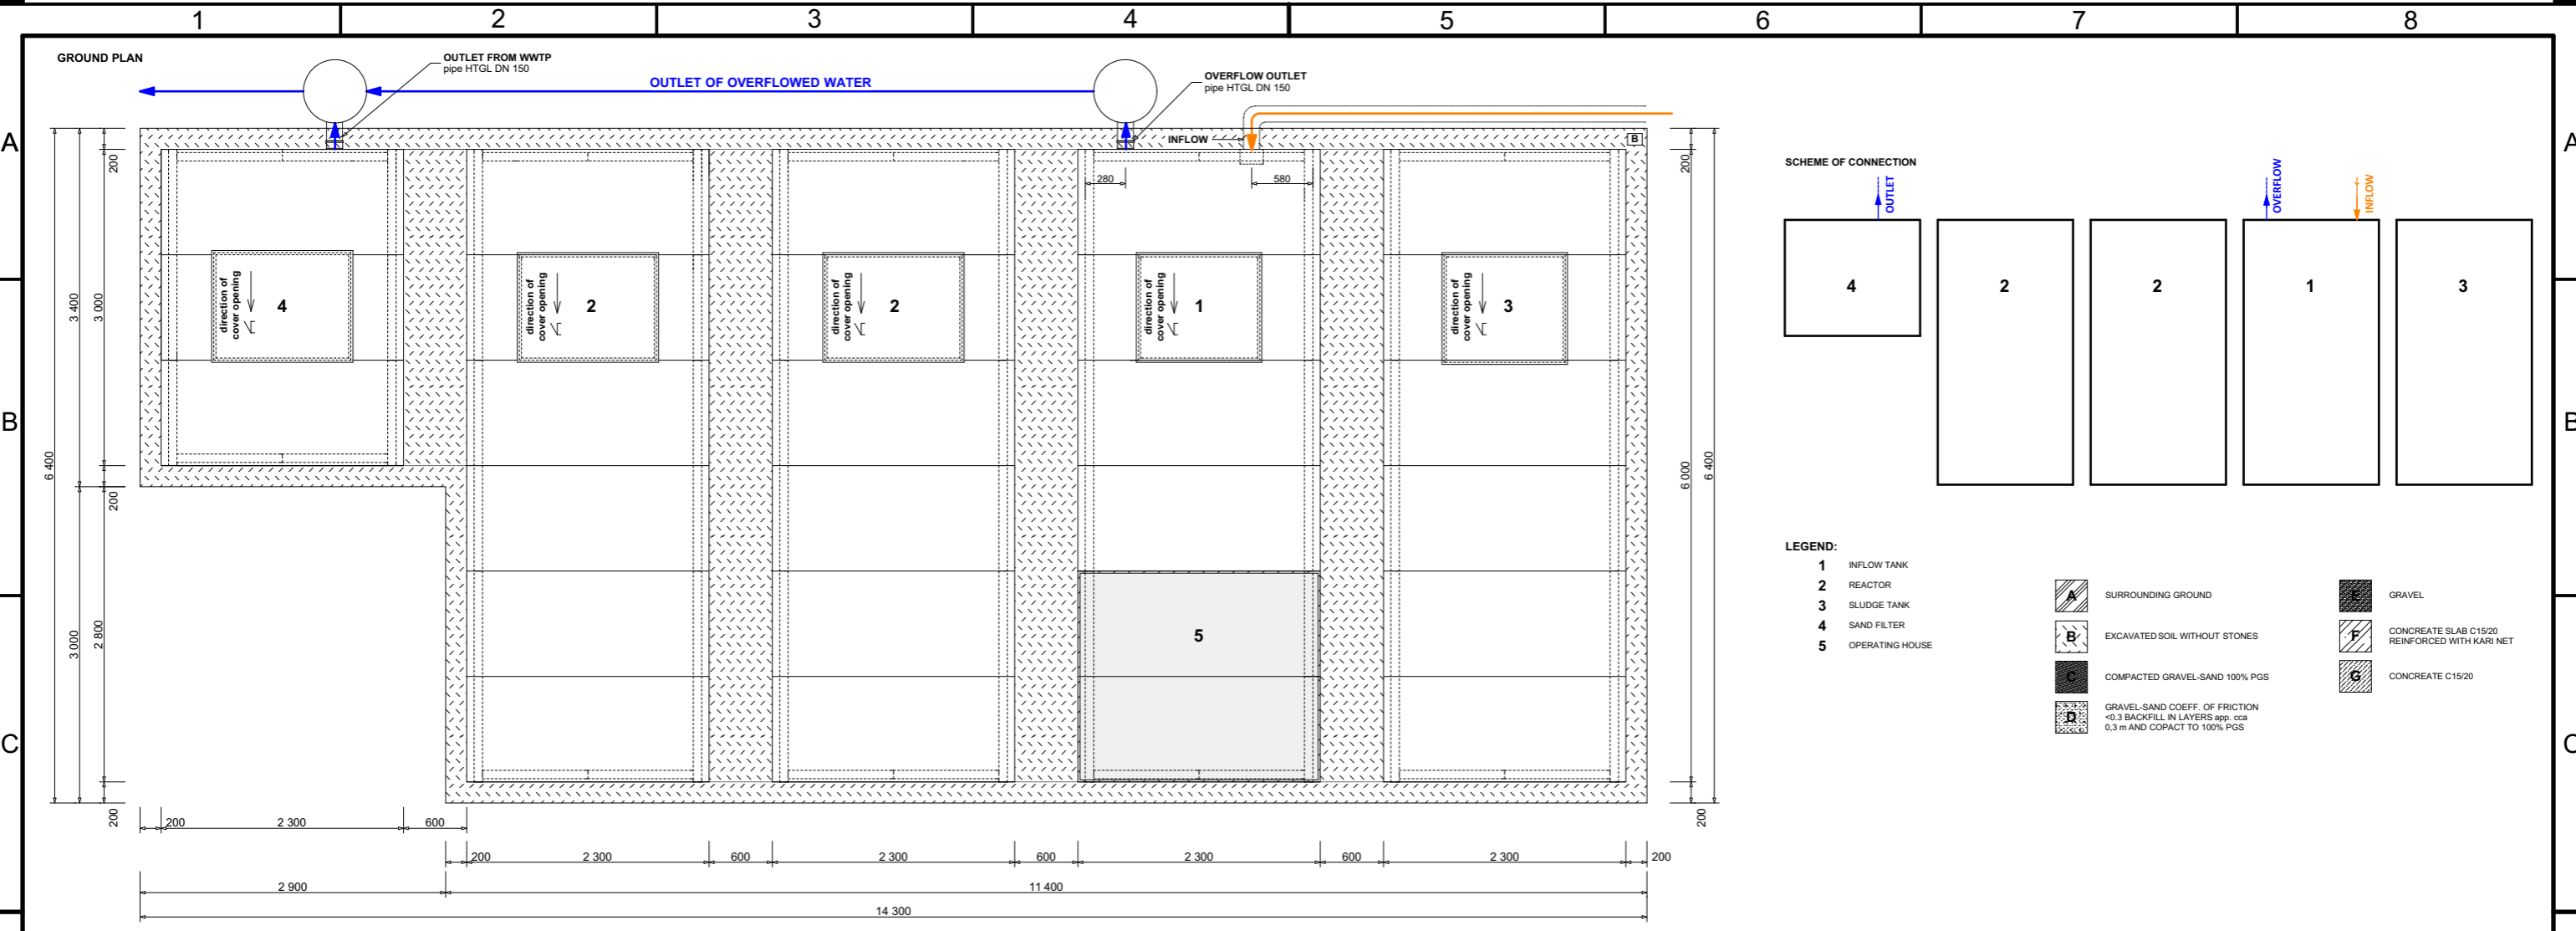 1 2 3 4 5 6 7 8
GROUND PLAN
OUTLET FROM WWTP
pipe HTGL DN 150
OUTLET OF OVERFLOWED WATER
OVERFLOW OUTLET
pipe HTGL DN 150
INFLOW
B
A
A
B
B
C
C
280
580
direction of
cover opening
4
direction of
cover opening
2
direction of
cover opening
2
direction of
cover opening
1
direction of
cover opening
3
5
6 400
3 400
3 000
200
3 000
200
2 800
200
200
6 000
6 400
200
200 2 300 600
200 2 300 600 2 300 600 2 300 600 2 300 200
2 900 11 400
14 300
SCHEME OF CONNECTION
OUTLET
OVERFLOW
INFLOW
4 2 2 1 3
LEGEND:
1 INFLOW TANK
2 REACTOR
3 SLUDGE TANK
4 SAND FILTER
5 OPERATING HOUSE
A SURROUNDING GROUND
B EXCAVATED SOIL WITHOUT STONES
C COMPACTED GRAVEL-SAND 100% PGS
D GRAVEL-SAND COEFF. OF FRICTION
<0.3 BACKFILL IN LAYERS app. cca
0,3 m AND COPACT TO 100% PGS
E GRAVEL
F CONCREATE SLAB C15/20
REINFORCED WITH KARI NET
G CONCREATE C15/20